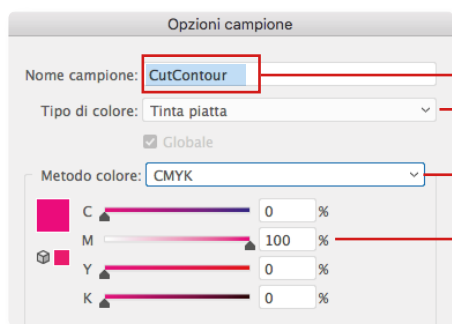 Opzioni campione
Nome campione: CutContour
Tipo di colore: Tinta piatta
Globale
Metodo colore: CMYK
C 0 %
M 100 %
Y 0 %
K 0 %